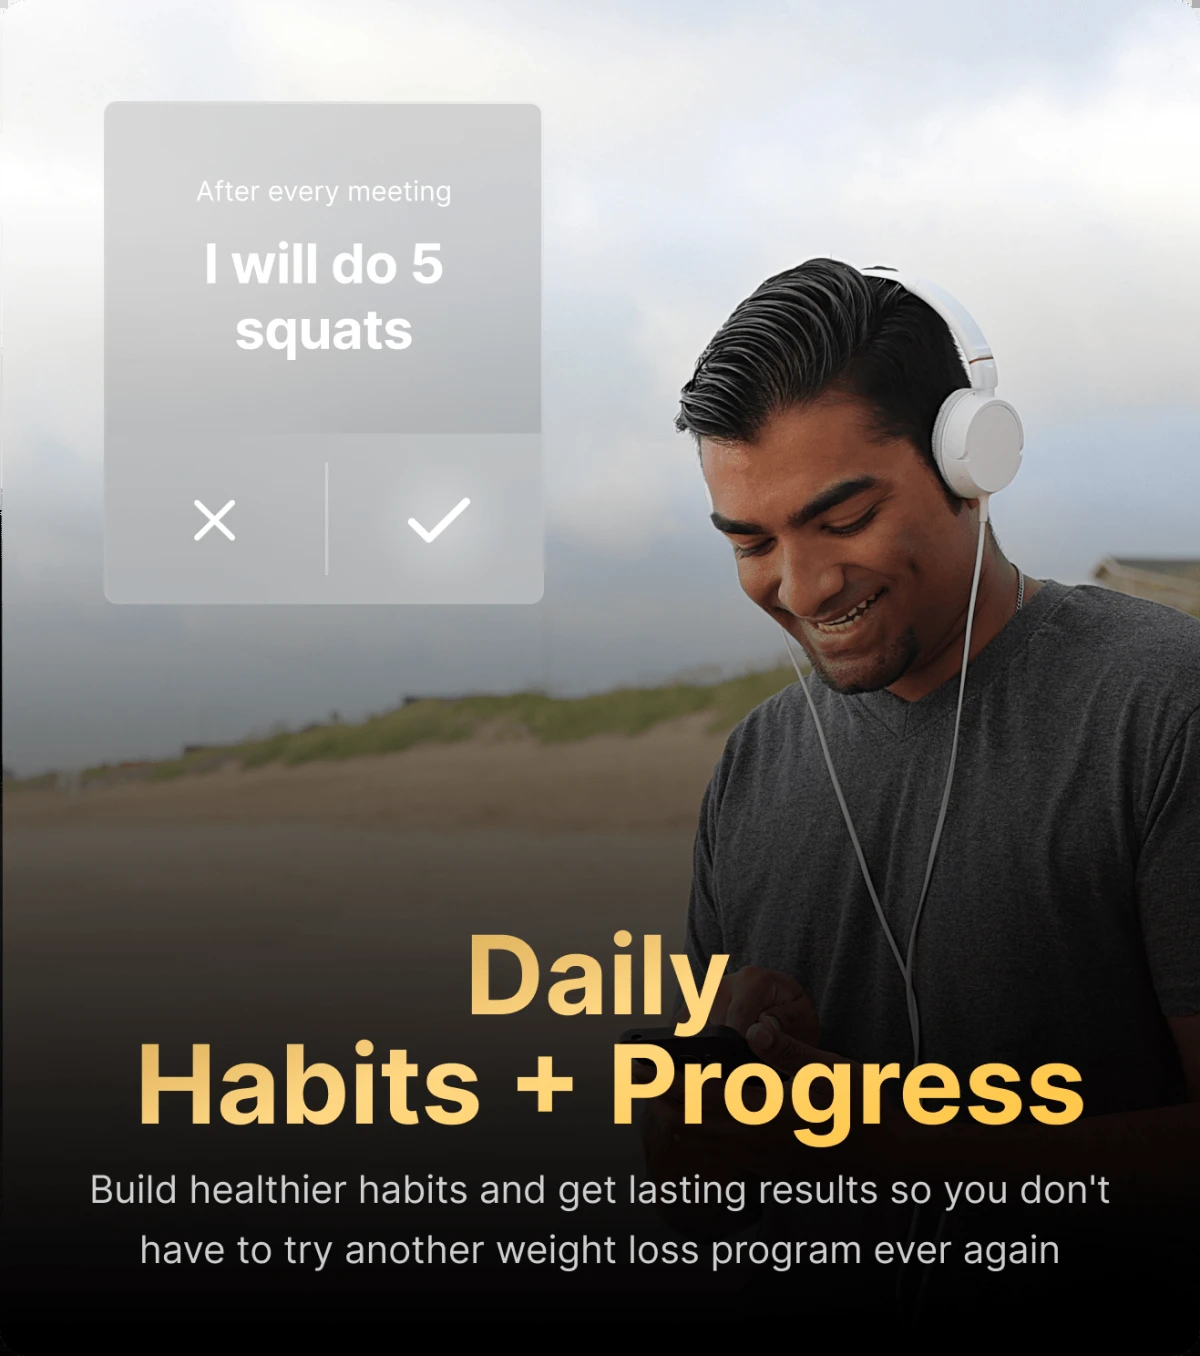 After every meeting
I will do 5
squats
Daily
Habits + Progress
Build healthier habits and get lasting results so you don't
have to try another weight loss program ever again